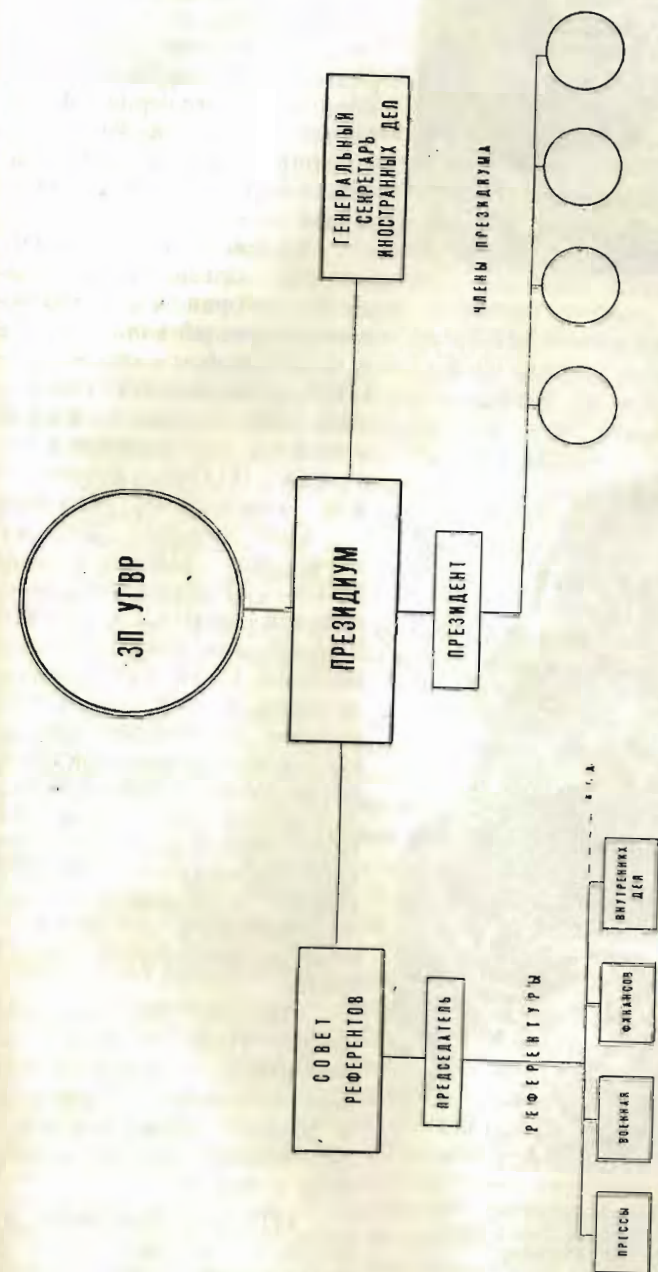 ЗП УГВР
ПРЕЗИДИУМ
ГЕНЕРАЛЬНЫЙ
СЕКРЕТАРЬ
ИНОСТРАННЫХ ДЕЛ
ПРЕЗИДЕНТ
ЧЛЕНЫ ПРЕЗИДИУМА
СОВЕТ
РЕФЕРЕНТОВ
ПРЕДСЕДАТЕЛЬ
РЕФЕРЕНТУРЫ
ПРЕССЫ
ВОЕННАЯ
ФИНАНСОВ
ВНУТРЕННИХ
ДЕЛ
и т. д.